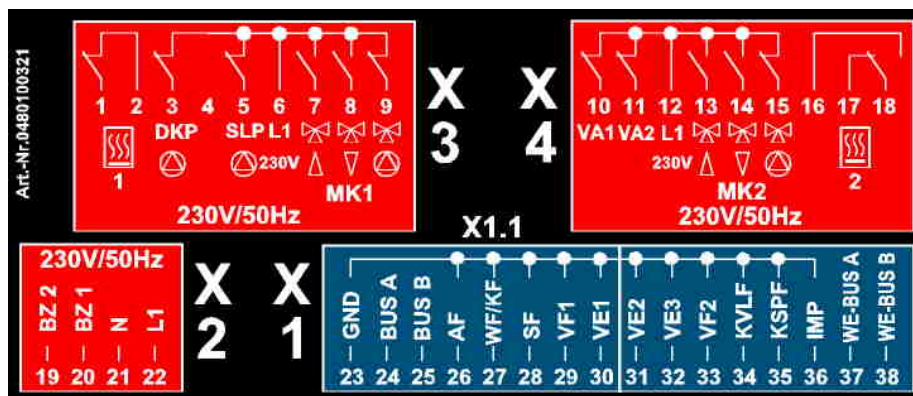 Art.-Nr.0480100321
1 2 3 4 5 6 7 8 9
DKP SLP L1
230V
1 MK1
230V/50Hz
X
3
X
4
10 11 12 13 14 15 16 17 18
VA1 VA2 L1
230V
MK2 2
230V/50Hz
X1.1
230V/50Hz
BZ 2
BZ 1
N
L1
19 20 21 22
X
2
X
1
GND
BUS A
BUS B
AF
WF/KF
SF
VF1
VE1
VE2
VE3
VF2
KVLF
KSPF
IMP
WE-BUS A
WE-BUS B
23 24 25 26 27 28 29 30 31 32 33 34 35 36 37 38